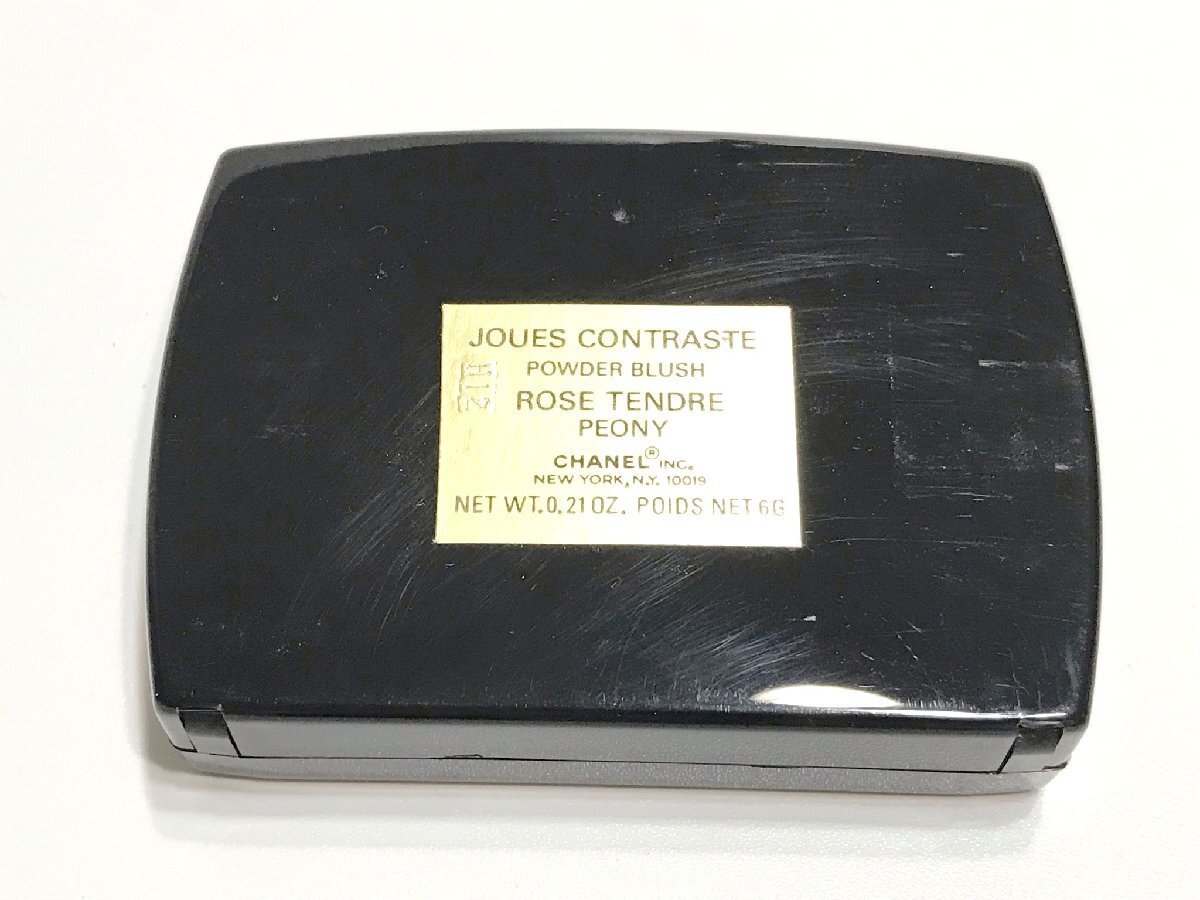 JOUES CONTRASTE
POWDER BLUSH
ROSE TENDRE
PEONY
CHANEL® INC.
NEW YORK, N.Y. 10019
NET WT. 0.21 OZ. POIDS NET 6G